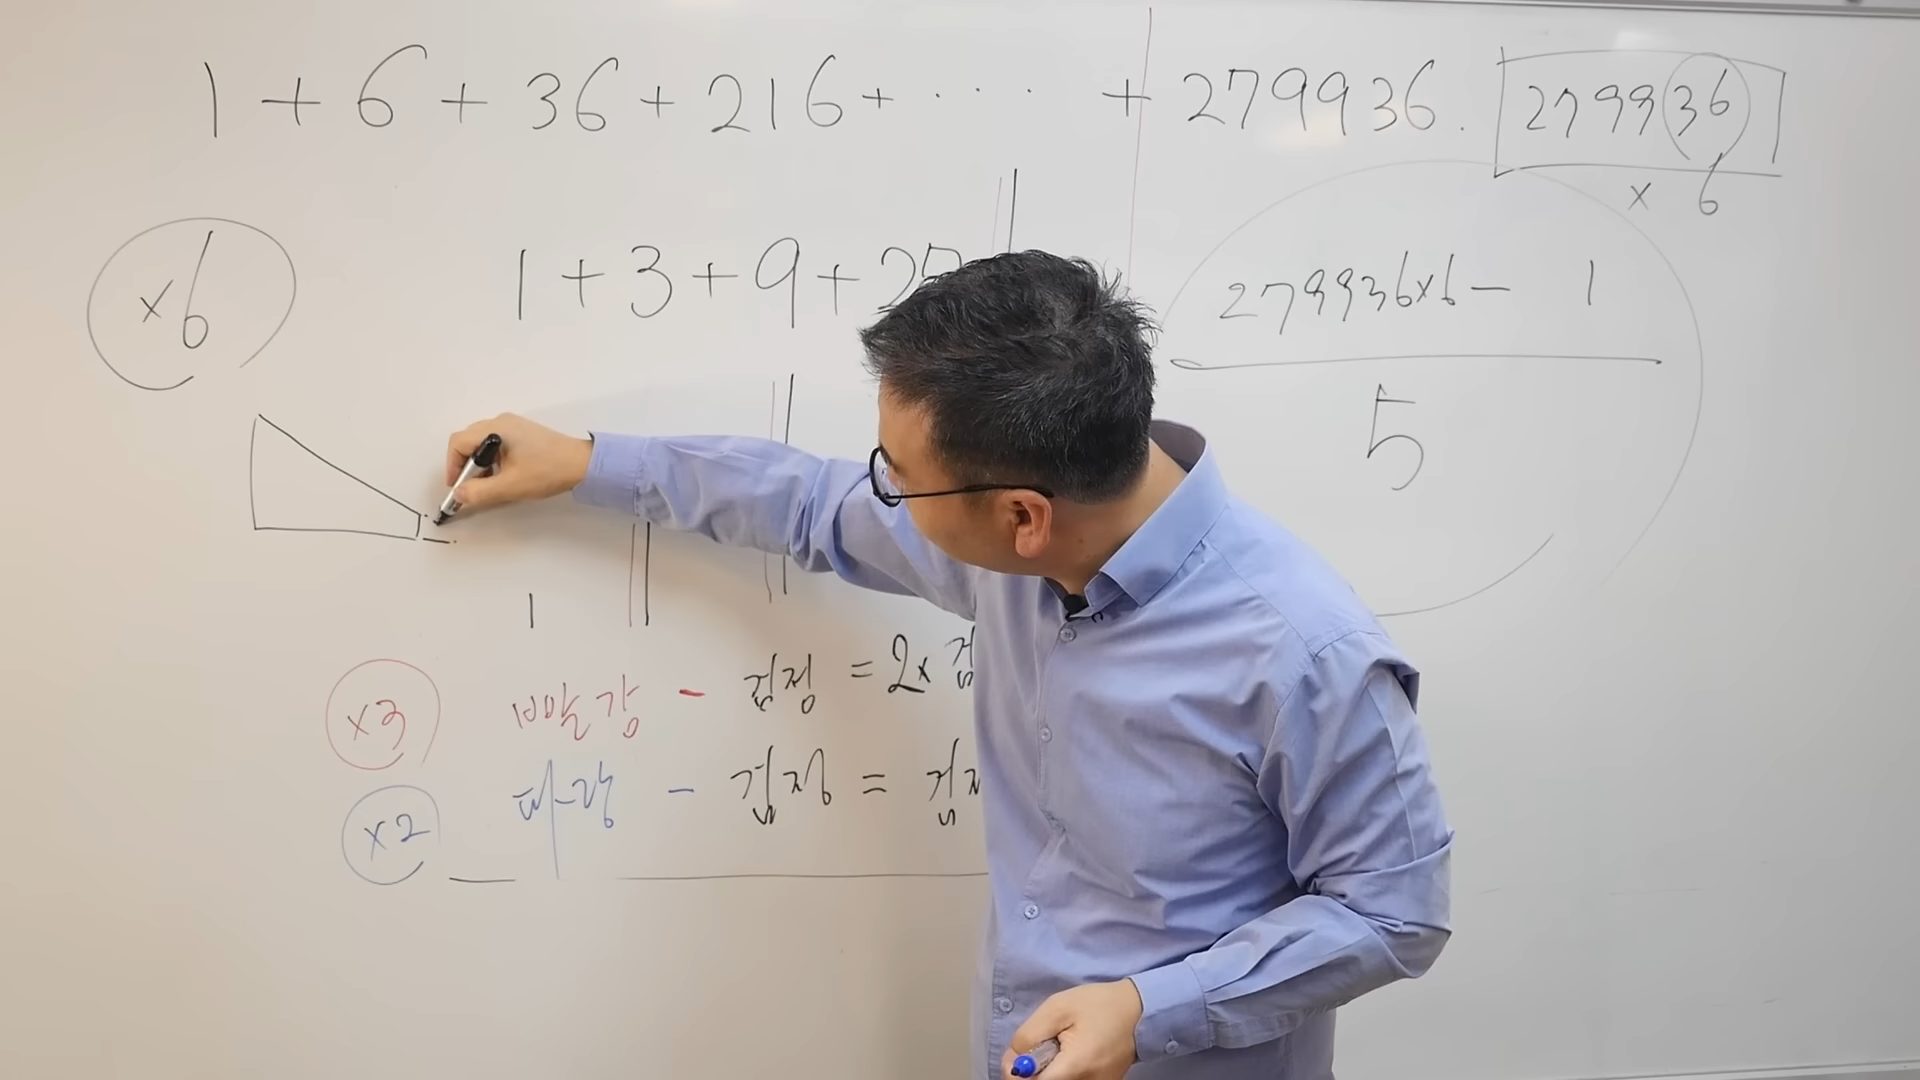 1 + 6 + 36 + 216 + ···· + 279936.
279936
× 6
×6
1 + 3 + 9 + 27
279936×6 − 1
5
1
×3 빨강 − 검정 = 2×검
×2 파랑 − 검정 = 검